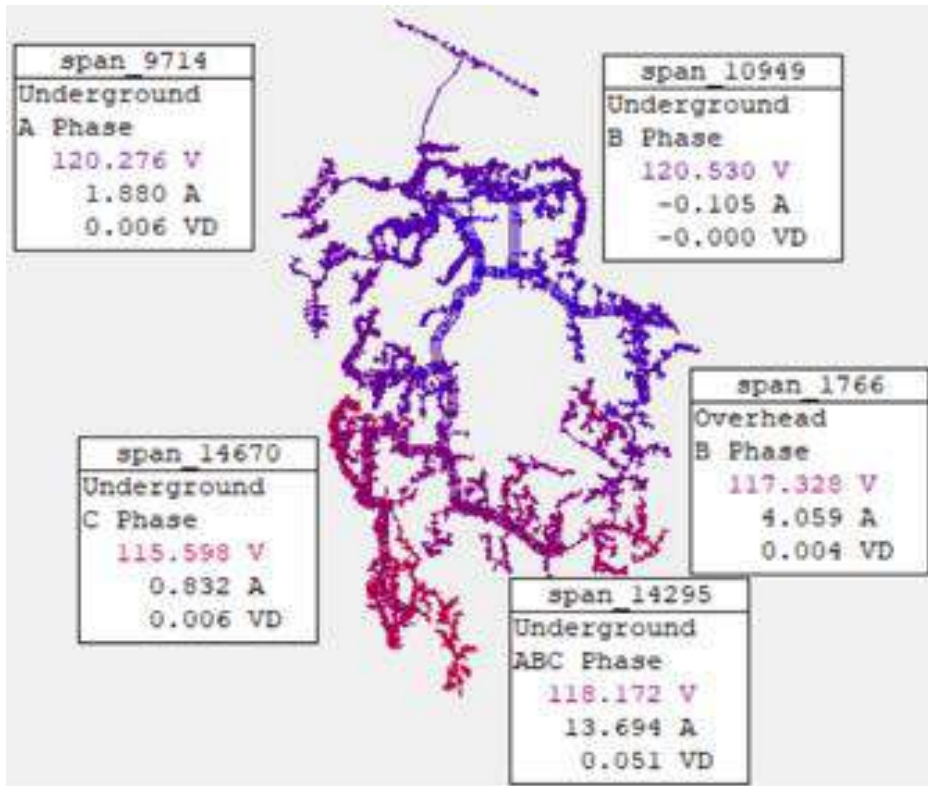 span_9714
Underground
A Phase
120.276 V
1.880 A
0.006 VD
span_10949
Underground
B Phase
120.530 V
-0.105 A
-0.000 VD
span_1766
Overhead
B Phase
117.328 V
4.059 A
0.004 VD
span_14670
Underground
C Phase
115.598 V
0.832 A
0.006 VD
span_14295
Underground
ABC Phase
118.172 V
13.694 A
0.051 VD